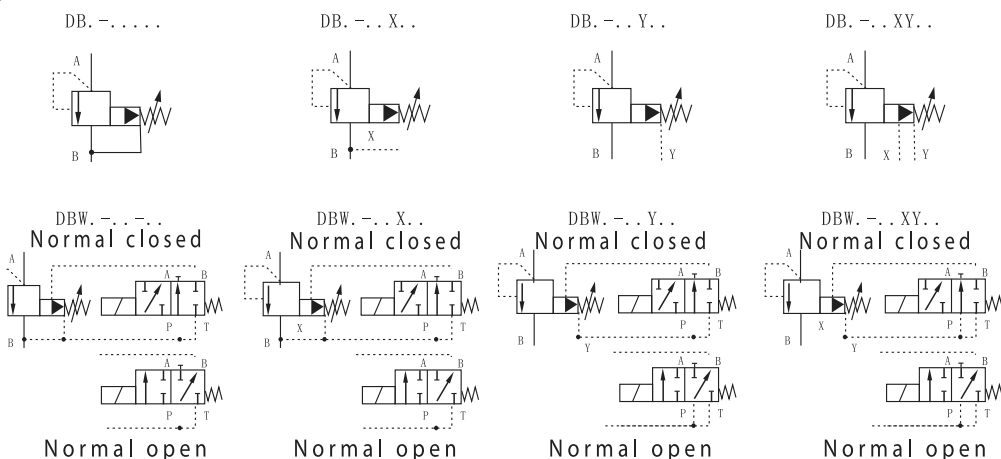 DB. -. . . . .
DB. -. . X. .
DB. -. . Y. .
DB. -. . XY. .
A
A
A
A
X
B
B
B
Y
B
X
Y
DBW. -. . -. .
DBW. -. . X. .
DBW. -. . Y. .
DBW. -. . XY. .
Normal closed
Normal closed
Normal closed
Normal closed
A
A
B
A
A
B
A
A
B
A
A
B
B
P
T
B
X
P
T
B
Y
P
T
B
X
Y
P
T
A
B
A
B
A
B
A
B
P
T
P
T
P
T
P
T
Normal open
Normal open
Normal open
Normal open